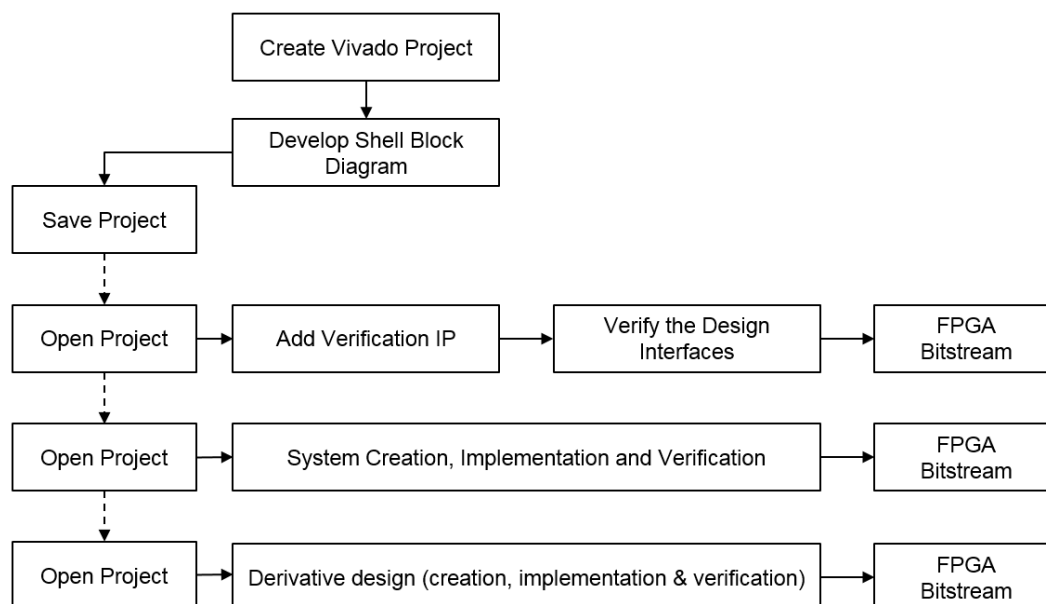 Create Vivado Project
Develop Shell Block
Diagram
Save Project
Open Project
Add Verification IP
Verify the Design
Interfaces
FPGA
Bitstream
Open Project
System Creation, Implementation and Verification
FPGA
Bitstream
Open Project
Derivative design (creation, implementation & verification)
FPGA
Bitstream